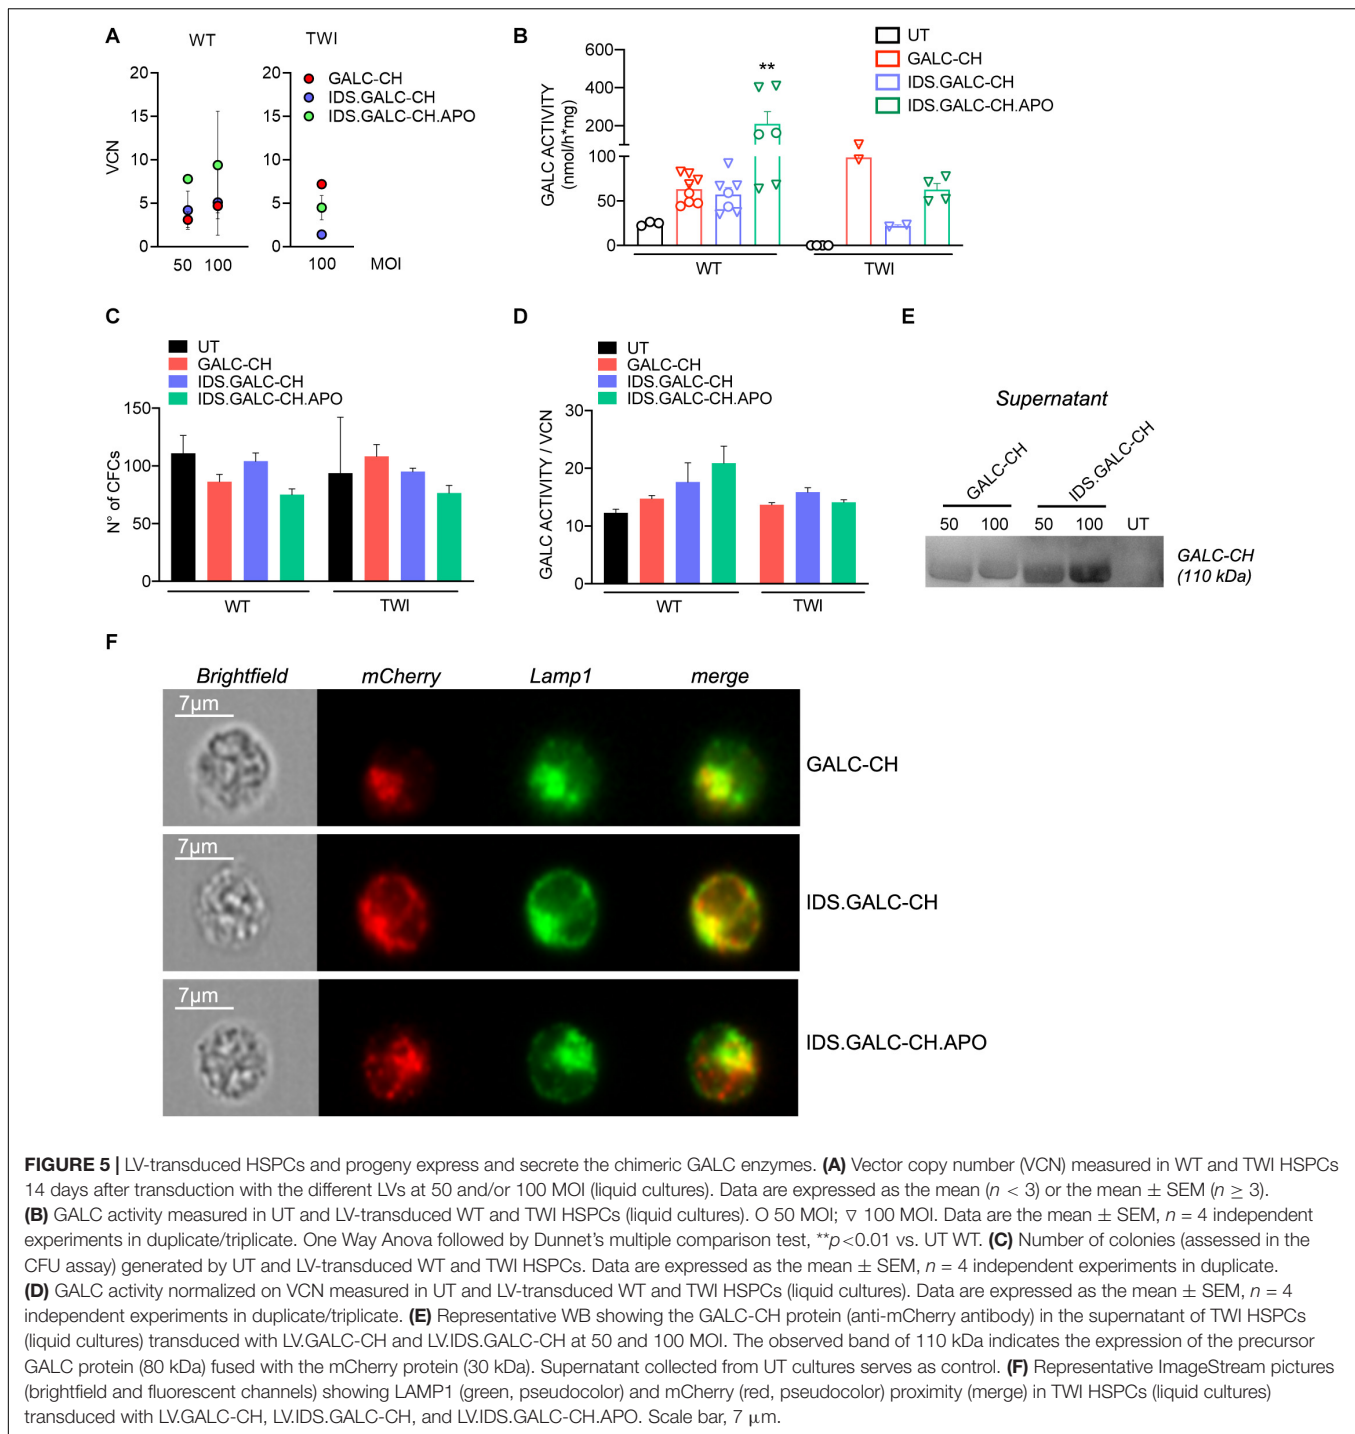 A
WT
TWI
VCN
20
15
10
5
0
50 100
20
15
10
5
0
100
MOI
GALC-CH
IDS.GALC-CH
IDS.GALC-CH.APO
B
GALC ACTIVITY
(nmol/h*mg)
600
400
200
100
50
0
**
WT
TWI
UT
GALC-CH
IDS.GALC-CH
IDS.GALC-CH.APO
C
UT
GALC-CH
IDS.GALC-CH
IDS.GALC-CH.APO
N° of CFCs
150
100
50
0
WT
TWI
D
UT
GALC-CH
IDS.GALC-CH
IDS.GALC-CH.APO
GALC ACTIVITY / VCN
30
20
10
0
WT
TWI
E
Supernatant
GALC-CH
IDS.GALC-CH
50 100 50 100 UT
GALC-CH
(110 kDa)
F
Brightfield mCherry Lamp1 merge
7µm
GALC-CH
7µm
IDS.GALC-CH
7µm
IDS.GALC-CH.APO
FIGURE 5 | LV-transduced HSPCs and progeny express and secrete the chimeric GALC enzymes. (A) Vector copy number (VCN) measured in WT and TWI HSPCs
14 days after transduction with the different LVs at 50 and/or 100 MOI (liquid cultures). Data are expressed as the mean (n < 3) or the mean ± SEM (n ≥ 3).
(B) GALC activity measured in UT and LV-transduced WT and TWI HSPCs (liquid cultures). O 50 MOI; ▽ 100 MOI. Data are the mean ± SEM, n = 4 independent
experiments in duplicate/triplicate. One Way Anova followed by Dunnet's multiple comparison test, **p<0.01 vs. UT WT. (C) Number of colonies (assessed in the
CFU assay) generated by UT and LV-transduced WT and TWI HSPCs. Data are expressed as the mean ± SEM, n = 4 independent experiments in duplicate.
(D) GALC activity normalized on VCN measured in UT and LV-transduced WT and TWI HSPCs (liquid cultures). Data are expressed as the mean ± SEM, n = 4
independent experiments in duplicate/triplicate. (E) Representative WB showing the GALC-CH protein (anti-mCherry antibody) in the supernatant of TWI HSPCs
(liquid cultures) transduced with LV.GALC-CH and LV.IDS.GALC-CH at 50 and 100 MOI. The observed band of 110 kDa indicates the expression of the precursor
GALC protein (80 kDa) fused with the mCherry protein (30 kDa). Supernatant collected from UT cultures serves as control. (F) Representative ImageStream pictures
(brightfield and fluorescent channels) showing LAMP1 (green, pseudocolor) and mCherry (red, pseudocolor) proximity (merge) in TWI HSPCs (liquid cultures)
transduced with LV.GALC-CH, LV.IDS.GALC-CH, and LV.IDS.GALC-CH.APO. Scale bar, 7 µm.